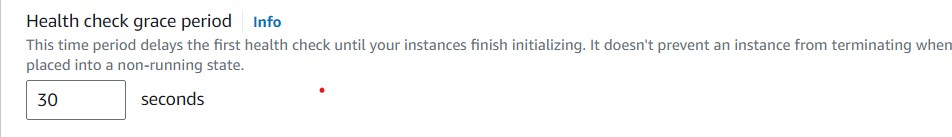 Health check grace period Info
This time period delays the first health check until your instances finish initializing. It doesn't prevent an instance from terminating when
placed into a non-running state.
30 seconds